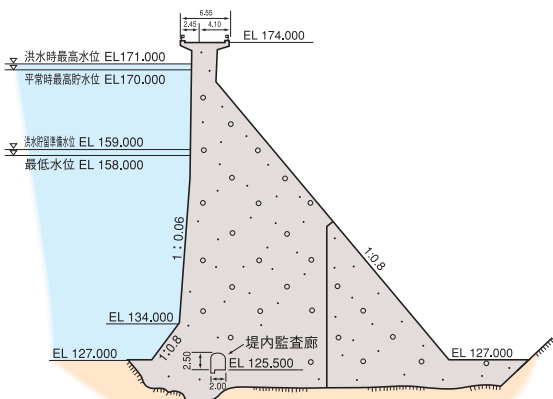 6.55
2.45 4.10
EL 174.000
洪水時最高水位 EL171.000
平常時最高貯水位 EL170.000
洪水貯留準備水位 EL 159.000
最低水位 EL 158.000
1:0.06
1:0.8
EL 134.000
1:0.8
堤内監査廊
EL 127.000
2.50
EL 125.500
EL 127.000
2.00